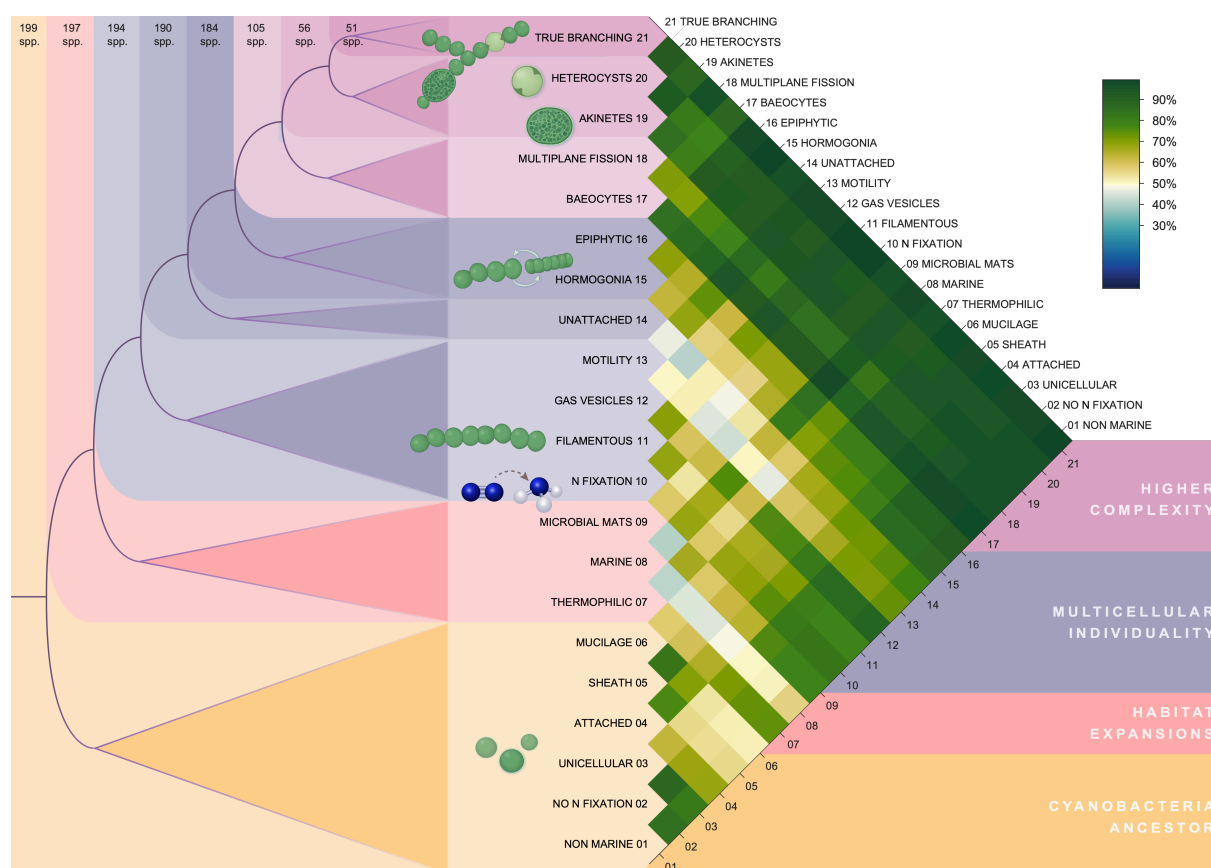 199 spp.
197
194 spp.
190 spp.
184 spp.
105 spp.
56 spp.
51 spp.
TRUE BRANCHING 21
HETEROCYSTS 20
AKINETES 19
MULTIPLANE FISSION 18
BAEOCYTES 17
EPIPHYTIC 16
HORMOGONIA 15
UNATTACHED 14
MOTILITY 13
GAS VESICLES 12
FILAMENTOUS 11
N FIXATION 10
MICROBIAL MATS 09
MARINE 08
THERMOPHILIC 07
MUCILAGE 06
SHEATH 05
ATTACHED 04
UNICELLULAR 03
NO N FIXATION 02
NON MARINE 01
21 TRUE BRANCHING
20 HETEROCYSTS
19 AKINETES
18 MULTIPLANE FISSION
17 BAEOCYTES
16 EPIPHYTIC
15 HORMOGONIA
14 UNATTACHED
13 MOTILITY
12 GAS VESICLES
11 FILAMENTOUS
10 N FIXATION
09 MICROBIAL MATS
08 MARINE
07 THERMOPHILIC
06 MUCILAGE
05 SHEATH
04 ATTACHED
03 UNICELLULAR
02 NO N FIXATION
01 NON MARINE
90%
80%
70%
60%
50%
40%
30%
21
20
19
18
17
16
15
14
13
12
11
10
09
08
07
06
05
04
03
02
01
HIGHER
COMPLEXITY
MULTICELLULAR
INDIVIDUALITY
HABITAT
EXPANSIONS
CYANOBACTERIA
ANCESTOR